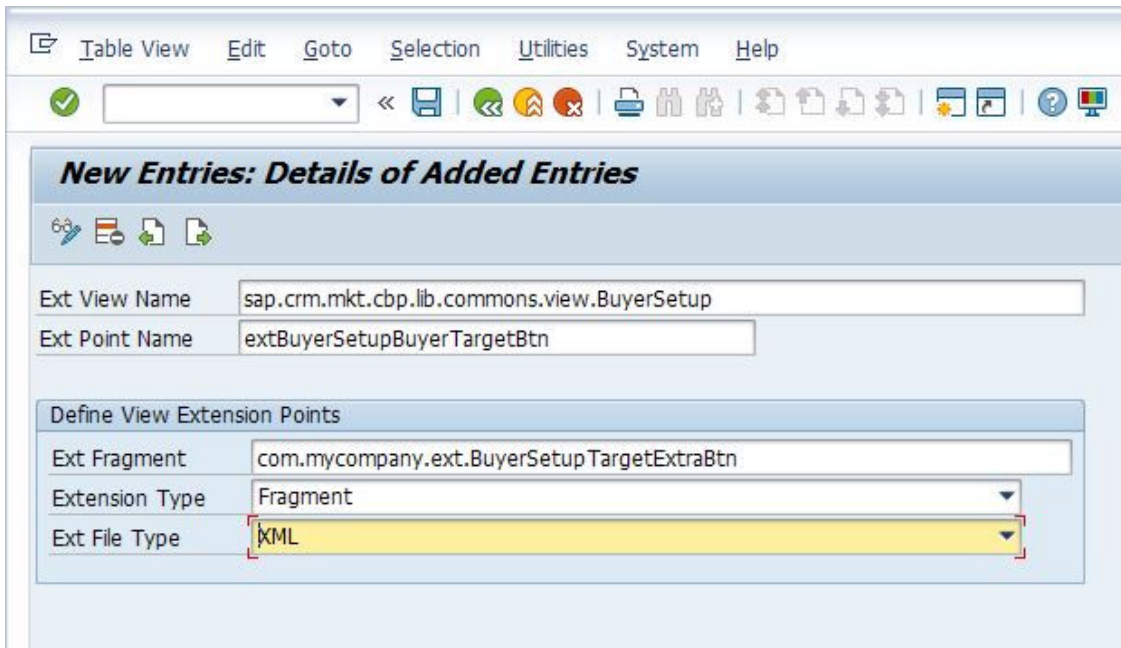 Table View Edit Goto Selection Utilities System Help
New Entries: Details of Added Entries
Ext View Name sap.crm.mkt.cbp.lib.commons.view.BuyerSetup
Ext Point Name extBuyerSetupBuyerTargetBtn
Define View Extension Points
Ext Fragment com.mycompany.ext.BuyerSetupTargetExtraBtn
Extension Type Fragment
Ext File Type XML